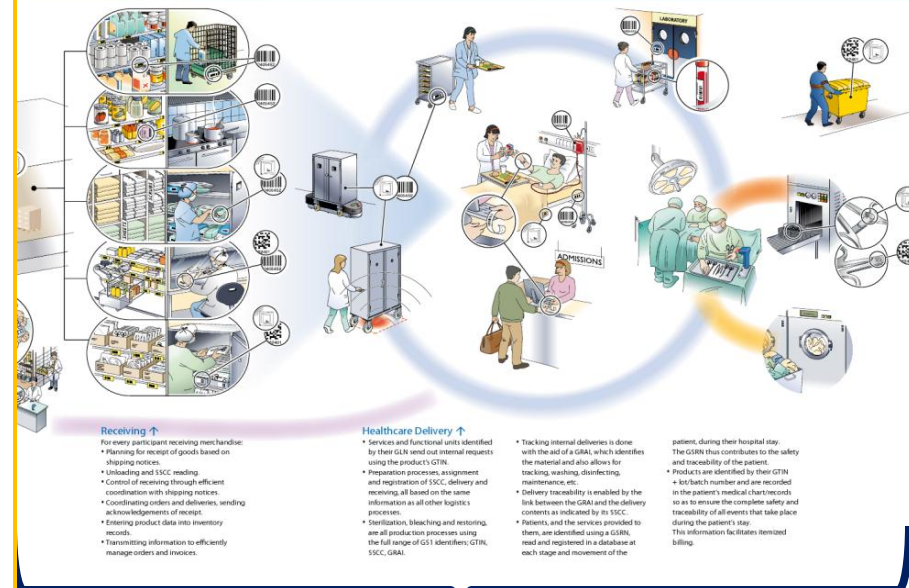 LABORATORY
ADMISSIONS
Receiving ↑
For every participant receiving merchandise:
• Planning for receipt of goods based on
shipping notices.
• Unloading and SSCC reading.
• Control of receiving through efficient
coordination with shipping notices.
• Coordinating orders and deliveries, sending
acknowledgements of receipt.
• Entering product data into inventory
records.
• Transmitting information to efficiently
manage orders and invoices.
Healthcare Delivery ↑
• Services and functional units identified
by their GLN send out internal requests
using the product's GTIN.
• Preparation processes, assignment
and registration of SSCC, delivery and
receiving, all based on the same
information as all other logistics
processes.
• Sterilization, bleaching and restoring,
are all production processes using
the full range of GS1 identifiers; GTIN,
SSCC, GRAI.
• Tracking internal deliveries is done
with the aid of a GRAI, which identifies
the material and also allows for
tracking, washing, disinfecting,
maintenance, etc.
• Delivery traceability is enabled by the
link between the GRAI and the delivery
contents as indicated by its SSCC.
• Patients, and the services provided to
them, are identified using a GSRN,
read and registered in a database at
each stage and movement of the
patient, during their hospital stay.
The GSRN thus contributes to the safety
and traceability of the patient.
• Products are identified by their GTIN
+ lot/batch number and are recorded
in the patient's medical chart/records
so as to ensure the complete safety and
traceability of all events that take place
during the patient's stay.
This information facilitates itemized
billing.